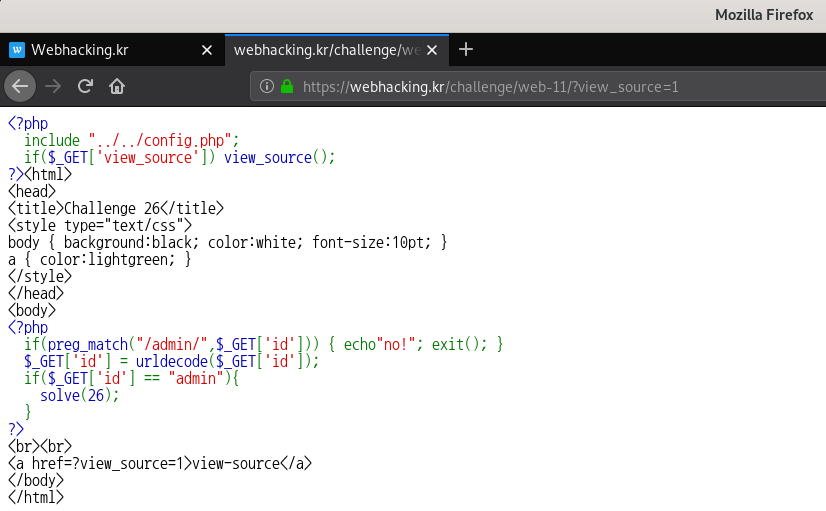 Mozilla Firefox
Webhacking.kr
webhacking.kr/challenge/we
https://webhacking.kr/challenge/web-11/?view_source=1
<?php
  include "../../config.php";
  if($_GET['view_source']) view_source();
?><html>
<head>
<title>Challenge 26</title>
<style type="text/css">
body { background:black; color:white; font-size:10pt; }
a { color:lightgreen; }
</style>
</head>
<body>
<?php
  if(preg_match("/admin/",$_GET['id'])) { echo"no!"; exit(); }
  $_GET['id'] = urldecode($_GET['id']);
  if($_GET['id'] == "admin"){
    solve(26);
  }
?>
<br><br>
<a href=?view_source=1>view-source</a>
</body>
</html>